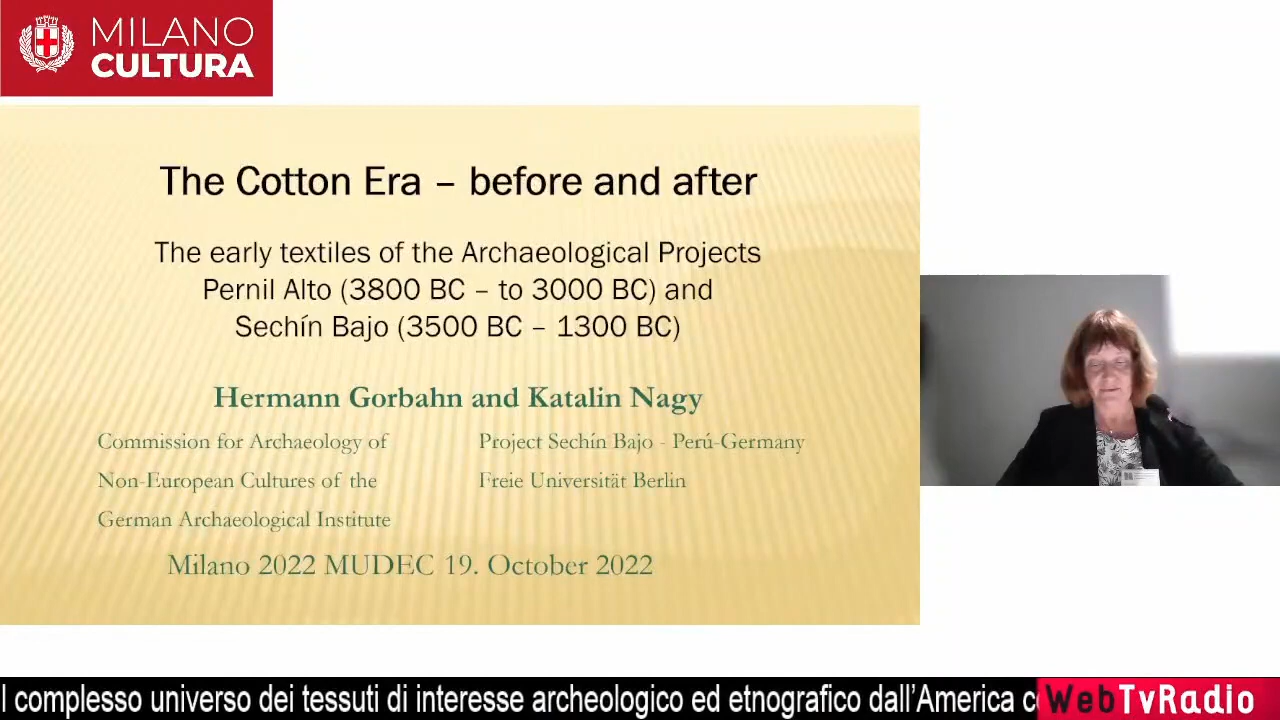 MILANO
CULTURA
The Cotton Era – before and after
The early textiles of the Archaeological Projects
Pernil Alto (3800 BC – to 3000 BC) and
Sechín Bajo (3500 BC – 1300 BC)
Hermann Gorbahn and Katalin Nagy
Commission for Archaeology of
Non-European Cultures of the
German Archaeological Institute
Project Sechín Bajo - Perú-Germany
Freie Universität Berlin
Milano 2022 MUDEC 19. October 2022
l complesso universo dei tessuti di interesse archeologico ed etnografico dall'America
WebTvRadio